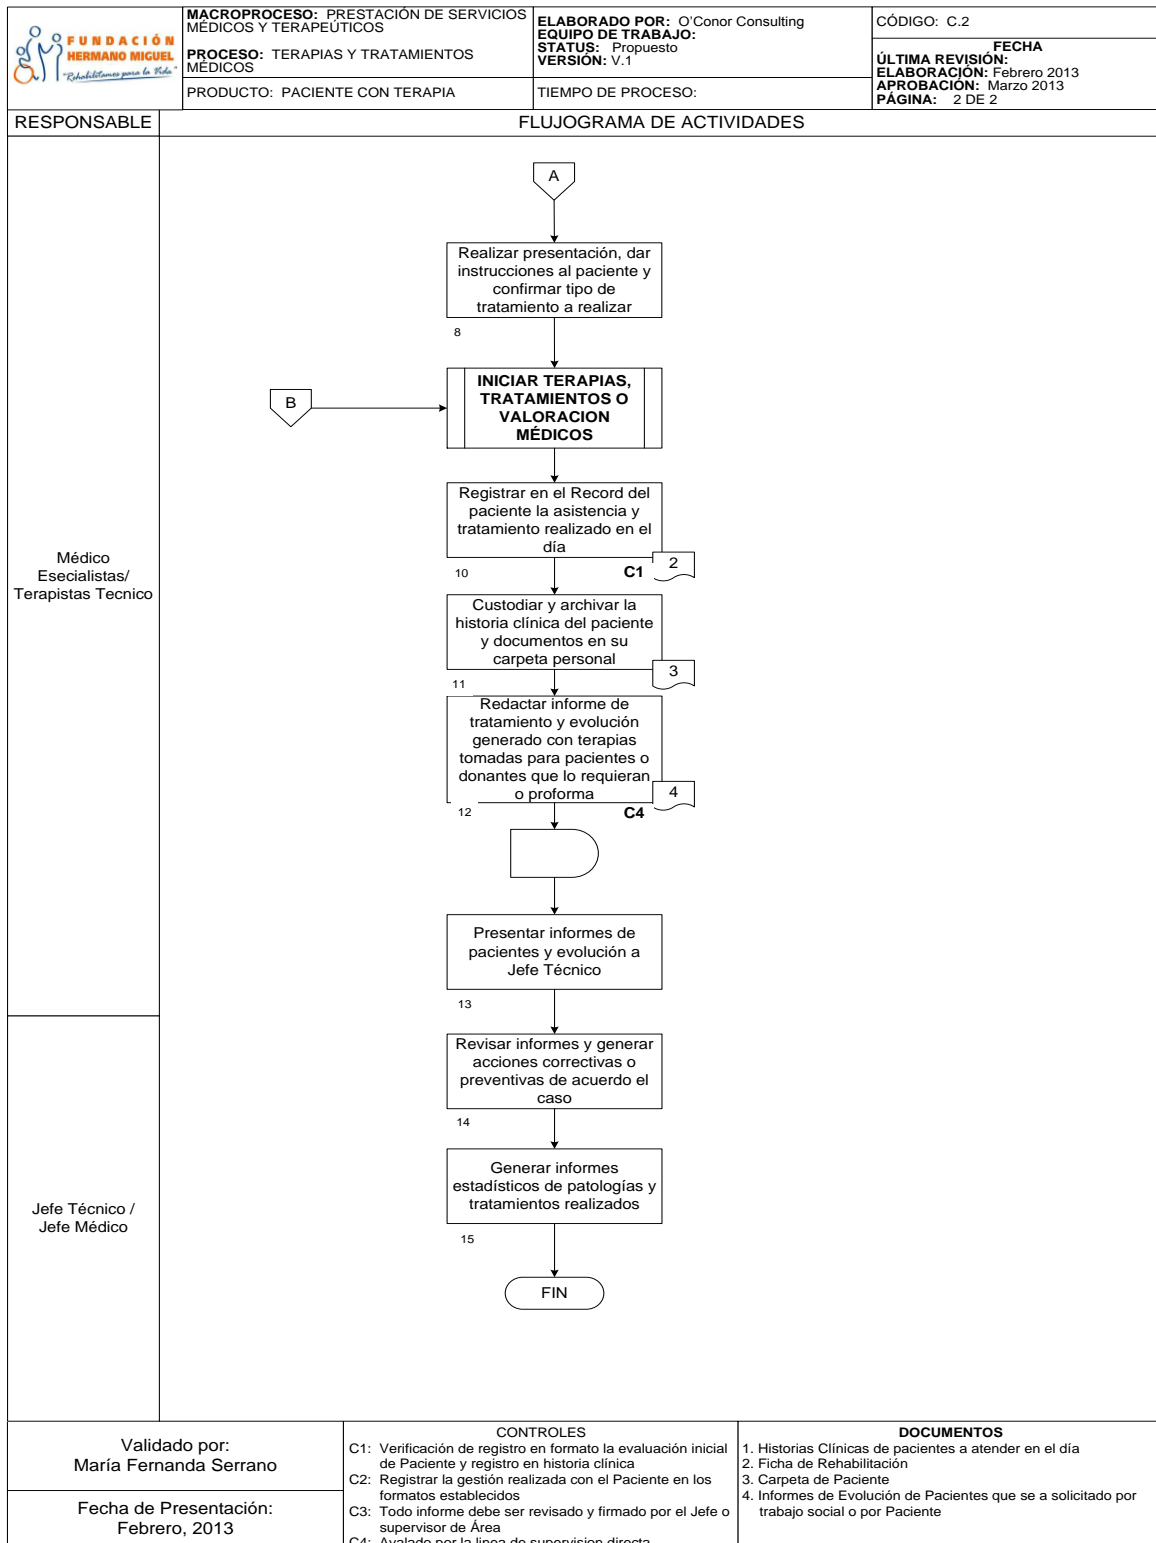 FUNDACIÓN
HERMANO MIGUEL
"Rehabilitamos para la Vida"
MACROPROCESO: PRESTACIÓN DE SERVICIOS
MÉDICOS Y TERAPEÚTICOS
PROCESO: TERAPIAS Y TRATAMIENTOS
MÉDICOS
PRODUCTO: PACIENTE CON TERAPIA
ELABORADO POR: O'Conor Consulting
EQUIPO DE TRABAJO:
STATUS: Propuesto
VERSIÓN: V.1
TIEMPO DE PROCESO:
CÓDIGO: C.2
FECHA
ÚLTIMA REVISIÓN:
ELABORACIÓN: Febrero 2013
APROBACIÓN: Marzo 2013
PÁGINA: 2 DE 2
RESPONSABLE
FLUJOGRAMA DE ACTIVIDADES
A
Realizar presentación, dar
instrucciones al paciente y
confirmar tipo de
tratamiento a realizar
8
B
INICIAR TERAPIAS,
TRATAMIENTOS O
VALORACION
MÉDICOS
Registrar en el Record del
paciente la asistencia y
tratamiento realizado en el
día
2
10
C1
Médico
Esecialistas/
Terapistas Tecnico
Custodiar y archivar la
historia clínica del paciente
y documentos en su
carpeta personal
3
11
Redactar informe de
tratamiento y evolución
generado con terapias
tomadas para pacientes o
donantes que lo requieran
o proforma
4
12
C4
Presentar informes de
pacientes y evolución a
Jefe Técnico
13
Revisar informes y generar
acciones correctivas o
preventivas de acuerdo el
caso
14
Generar informes
estadísticos de patologías y
tratamientos realizados
15
Jefe Técnico /
Jefe Médico
FIN
Validado por:
María Fernanda Serrano
Fecha de Presentación:
Febrero, 2013
CONTROLES
C1: Verificación de registro en formato la evaluación inicial
de Paciente y registro en historia clínica
C2: Registrar la gestión realizada con el Paciente en los
formatos establecidos
C3: Todo informe debe ser revisado y firmado por el Jefe o
supervisor de Área
C4: Avalado por la linea de supervision directa
DOCUMENTOS
1. Historias Clínicas de pacientes a atender en el día
2. Ficha de Rehabilitación
3. Carpeta de Paciente
4. Informes de Evolución de Pacientes que se a solicitado por
trabajo social o por Paciente